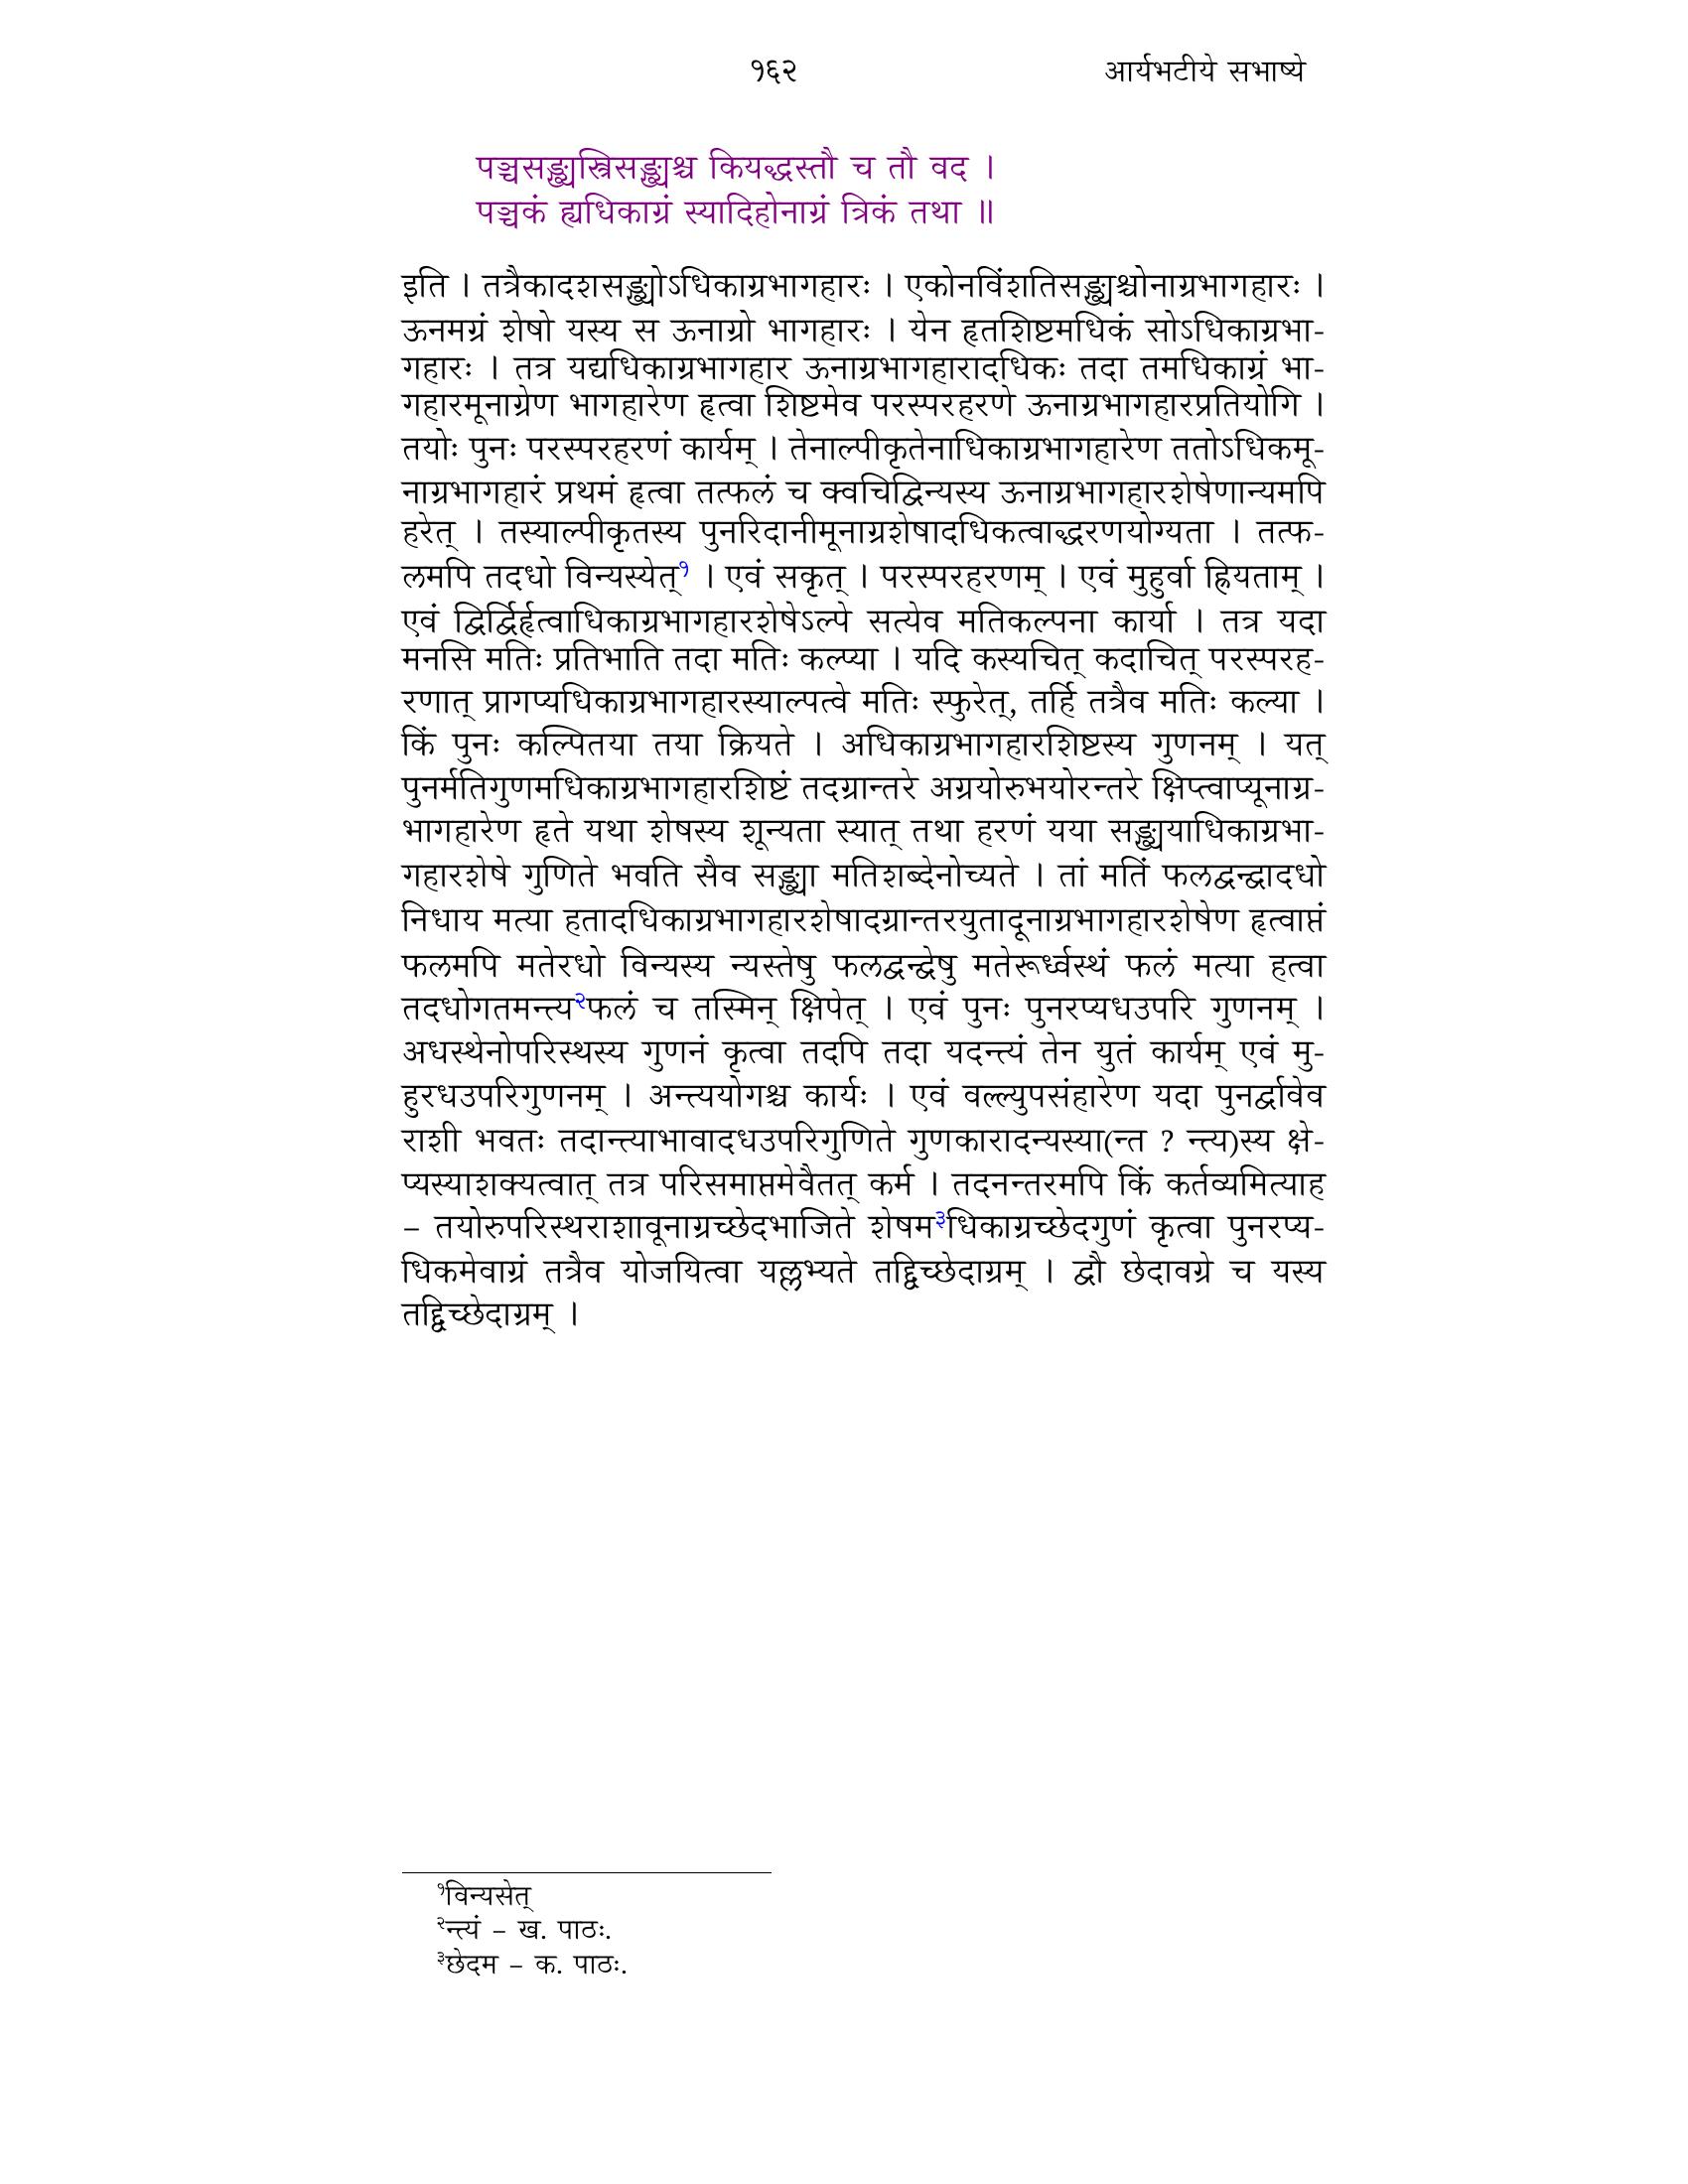 १६२ आर्यभटीये सभाष्ये
पञ्चसङ्ख्यस्त्रिसङ्ख्यश्च कियद्धस्तौ च तौ वद ।
पञ्चकं ह्यधिकाग्रं स्यादिहोनाग्रं त्रिकं तथा ॥
इति । तत्रैकादशसङ्ख्योऽधिकाग्रभागहारः । एकोनविंशतिसङ्ख्यश्चोनाग्रभागहारः ।
ऊनमग्रं शेषो यस्य स ऊनाग्रो भागहारः । येन हृतशिष्टमधिकं सोऽधिकाग्रभा-
गहारः । तत्र यद्यधिकाग्रभागहार ऊनाग्रभागहारादधिकः तदा तमधिकाग्रं भा-
गहारमूनाग्रेण भागहारेण हृत्वा शिष्टमेव परस्परहरणे ऊनाग्रभागहारप्रतियोगि ।
तयोः पुनः परस्परहरणं कार्यम् । तेनाल्पीकृतेनाधिकाग्रभागहारेण ततोऽधिकमू-
नाग्रभागहारं प्रथमं हृत्वा तत्फलं च क्वचिद्विन्यस्य ऊनाग्रभागहारशेषेणान्यमपि
हरेत् । तस्याल्पीकृतस्य पुनरिदानीमूनाग्रशेषादधिकत्वाद्धरणयोग्यता । तत्फ-
लमपि तदधो विन्यस्येत्१ । एवं सकृत् । परस्परहरणम् । एवं मुहुर्वा ह्रियताम् ।
एवं द्विर्द्विर्हृत्वाधिकाग्रभागहारशेषेऽल्पे सत्येव मतिकल्पना कार्या । तत्र यदा
मनसि मतिः प्रतिभाति तदा मतिः कल्प्या । यदि कस्यचित् कदाचित् परस्परह-
रणात् प्रागप्यधिकाग्रभागहारस्याल्पत्वे मतिः स्फुरेत्, तर्हि तत्रैव मतिः कल्या ।
किं पुनः कल्पितया तया क्रियते । अधिकाग्रभागहारशिष्टस्य गुणनम् । यत्
पुनर्मतिगुणमधिकाग्रभागहारशिष्टं तदग्रान्तरे अग्रयोरुभयोरन्तरे क्षिप्त्वाप्यूनाग्र-
भागहारेण हृते यथा शेषस्य शून्यता स्यात् तथा हरणं यया सङ्ख्ययाधिकाग्रभा-
गहारशेषे गुणिते भवति सैव सङ्ख्या मतिशब्देनोच्यते । तां मतिं फलद्वन्द्वादधो
निधाय मत्या हतादधिकाग्रभागहारशेषादग्रान्तरयुतादूनाग्रभागहारशेषेण हृत्वाप्तं
फलमपि मतेरधो विन्यस्य न्यस्तेषु फलद्वन्द्वेषु मतेरूर्ध्वस्थं फलं मत्या हत्वा
तदधोगतमन्त्य२फलं च तस्मिन् क्षिपेत् । एवं पुनः पुनरप्यधउपरि गुणनम् ।
अधस्थेनोपरिस्थस्य गुणनं कृत्वा तदपि तदा यदन्त्यं तेन युतं कार्यम् एवं मु-
हुरधउपरिगुणनम् । अन्त्ययोगश्च कार्यः । एवं वल्ल्युपसंहारेण यदा पुनर्द्वावेव
राशी भवतः तदान्त्याभावादधउपरिगुणिते गुणकारादन्यस्या(न्त ? न्त्य)स्य क्षे-
प्यस्याशक्यत्वात् तत्र परिसमाप्तमेवैतत् कर्म । तदनन्तरमपि किं कर्तव्यमित्याह
– तयोरुपरिस्थराशावूनाग्रच्छेदभाजिते शेषम३धिकाग्रच्छेदगुणं कृत्वा पुनरप्य-
धिकमेवाग्रं तत्रैव योजयित्वा यल्लभ्यते तद्द्विच्छेदाग्रम् । द्वौ छेदावग्रे च यस्य
तद्द्विच्छेदाग्रम् ।
१विन्यसेत्
२न्त्यं – ख. पाठः.
३छेदम – क. पाठः.